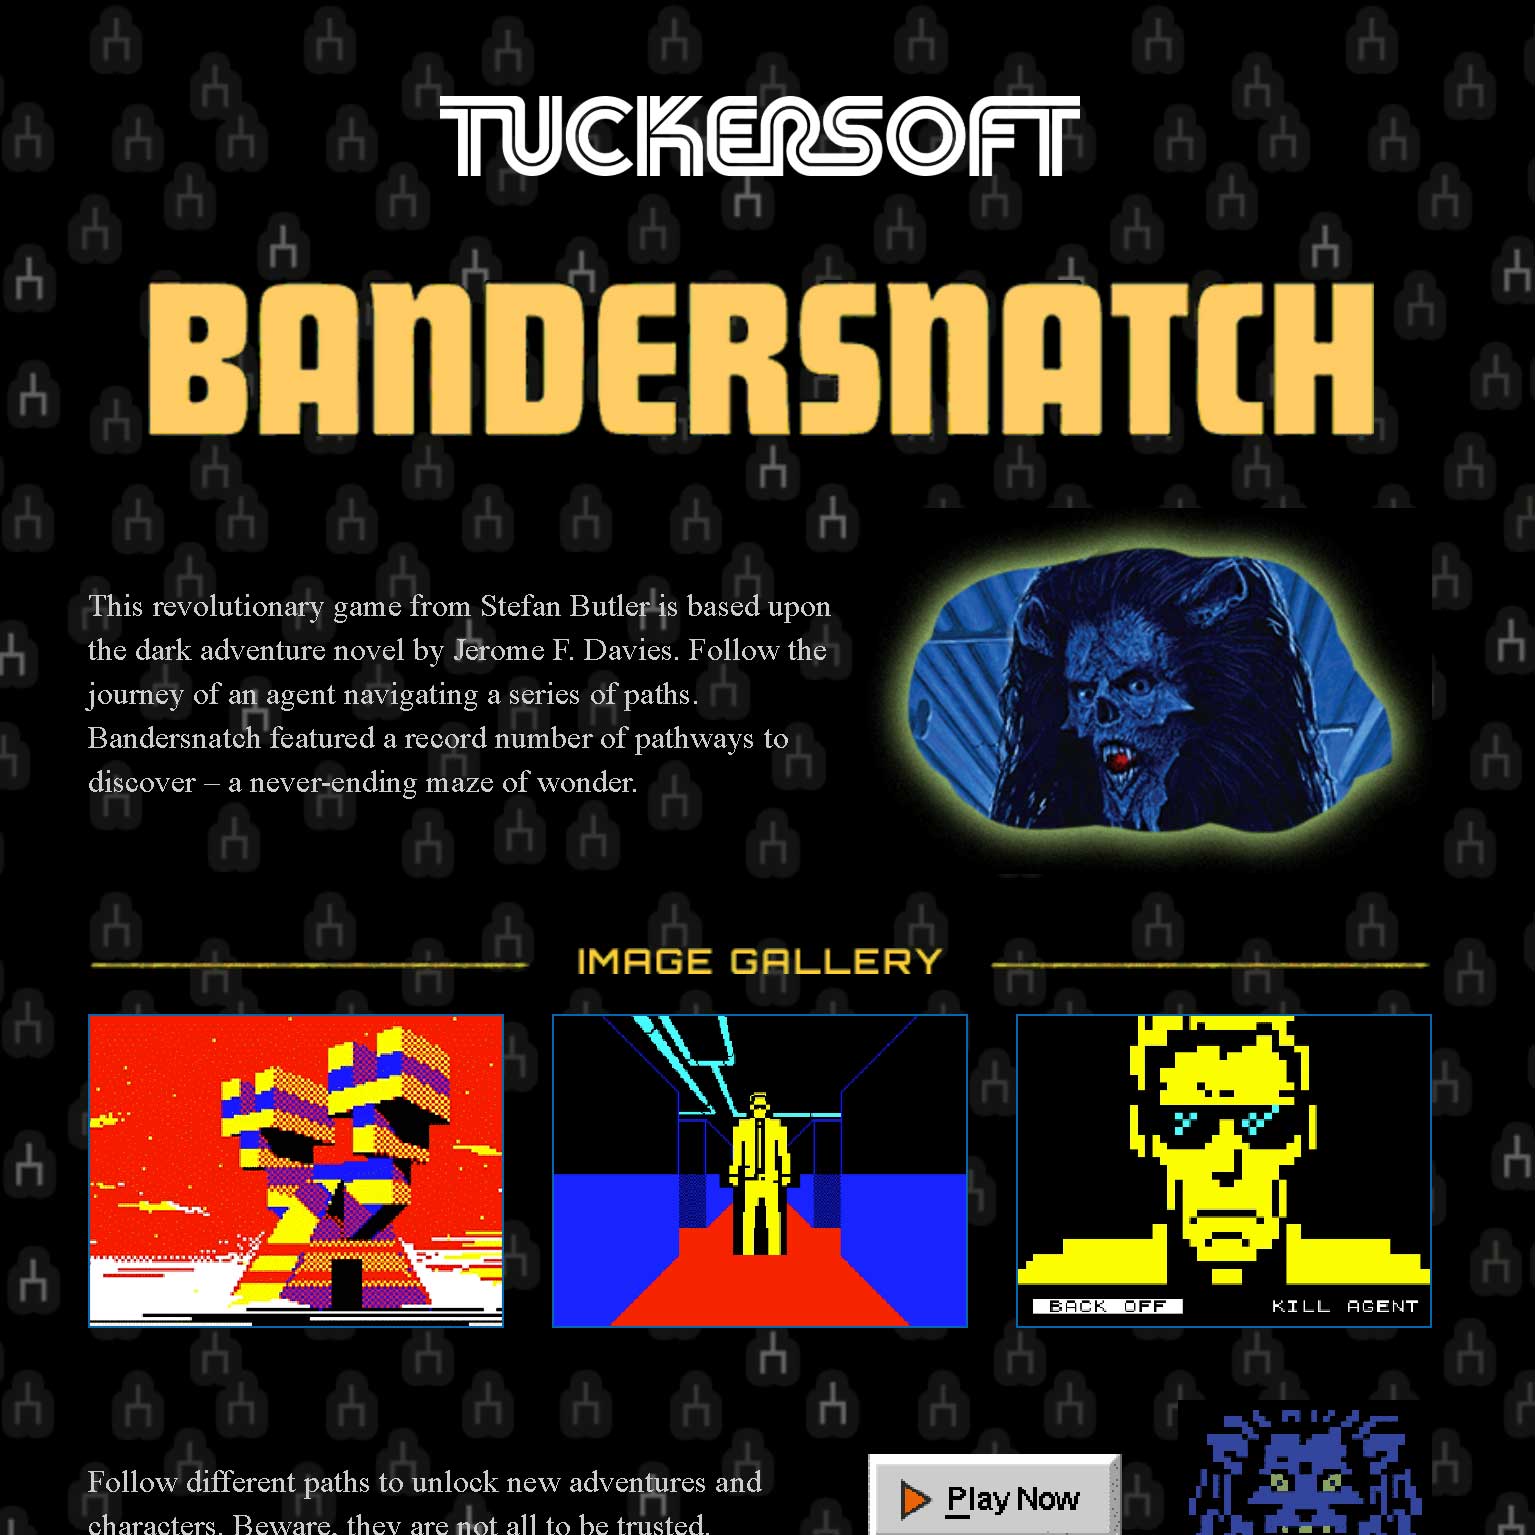 TUCKERSOFT
BANDERSNATCH
This revolutionary game from Stefan Butler is based upon
the dark adventure novel by Jerome F. Davies. Follow the
journey of an agent navigating a series of paths.
Bandersnatch featured a record number of pathways to
discover – a never-ending maze of wonder.
IMAGE GALLERY
BACK OFF
KILL AGENT
Follow different paths to unlock new adventures and
characters. Beware, they are not all to be trusted.
Play Now